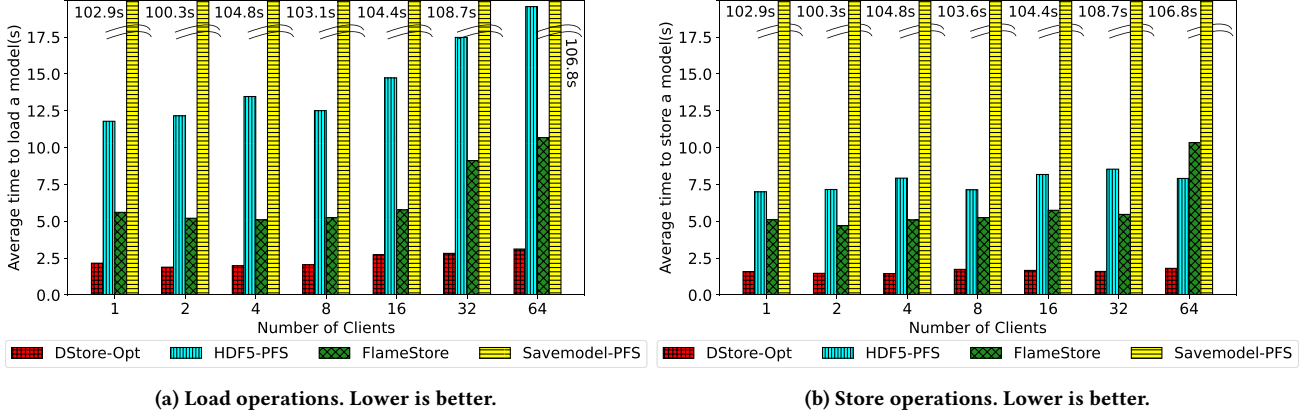 102.9s 100.3s 104.8s 103.1s 104.4s 108.7s
106.8s
17.5
15.0
12.5
10.0
7.5
5.0
2.5
0.0
Average time to load a model(s)
1 2 4 8 16 32 64
Number of Clients
DStore-Opt HDF5-PFS FlameStore Savemodel-PFS
(a) Load operations. Lower is better.
102.9s 100.3s 104.8s 103.6s 104.4s 108.7s 106.8s
17.5
15.0
12.5
10.0
7.5
5.0
2.5
0.0
Average time to store a model(s)
1 2 4 8 16 32 64
Number of Clients
DStore-Opt HDF5-PFS FlameStore Savemodel-PFS
(b) Store operations. Lower is better.